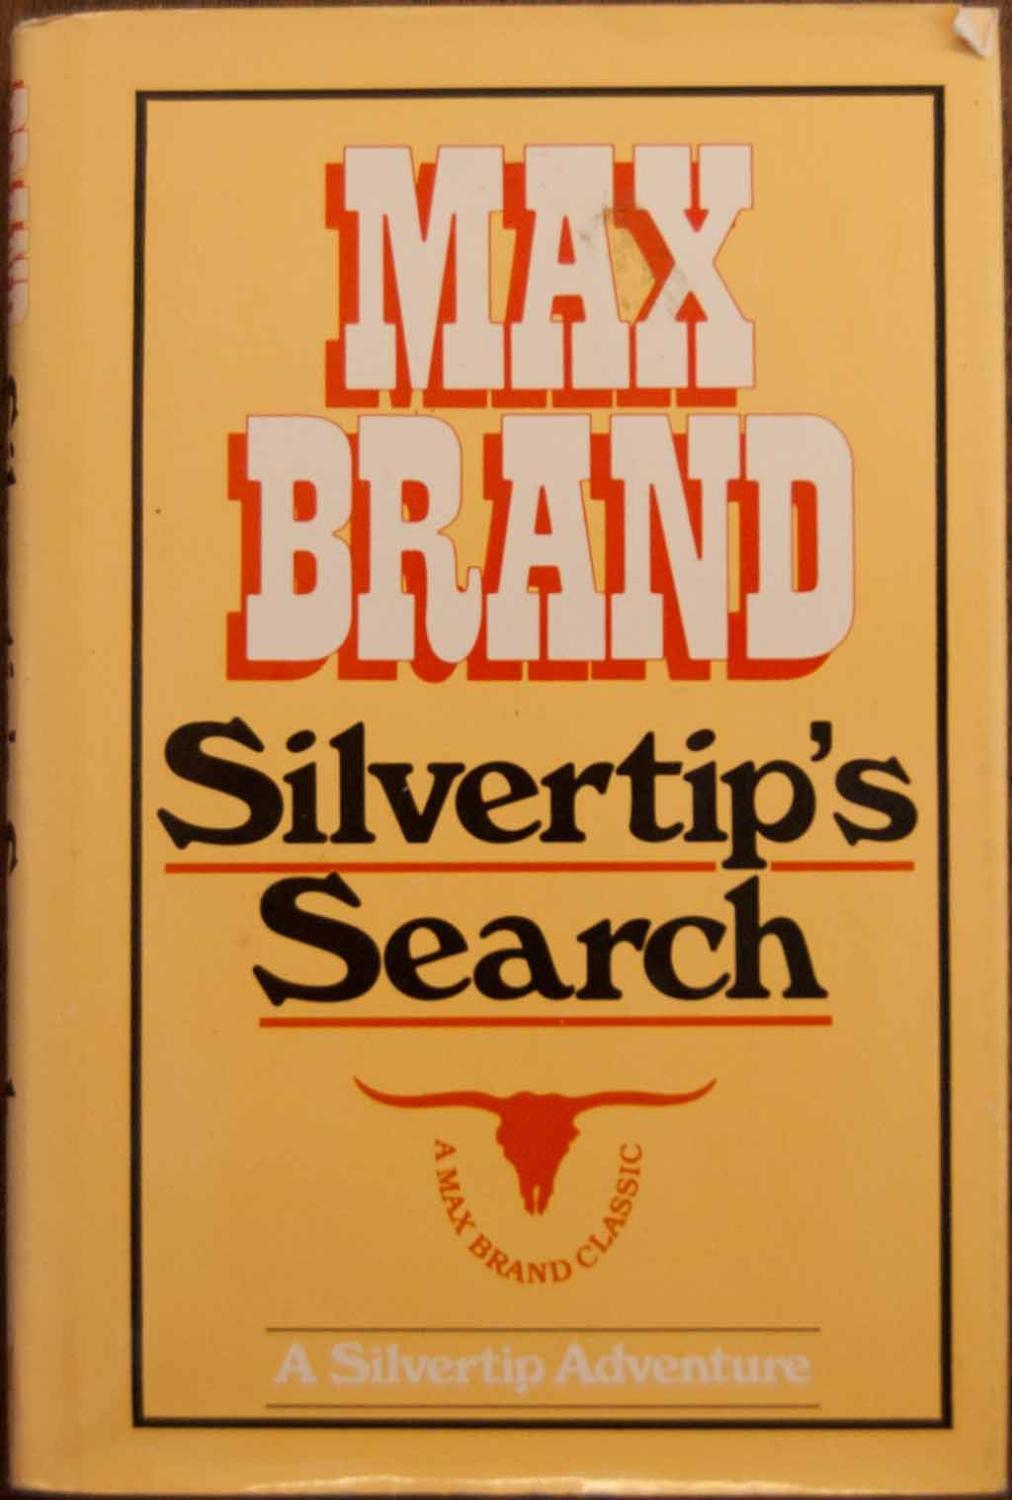 MAX
BRAND
Silvertip's
Search
A MAX BRAND CLASSIC
A Silvertip Adventure